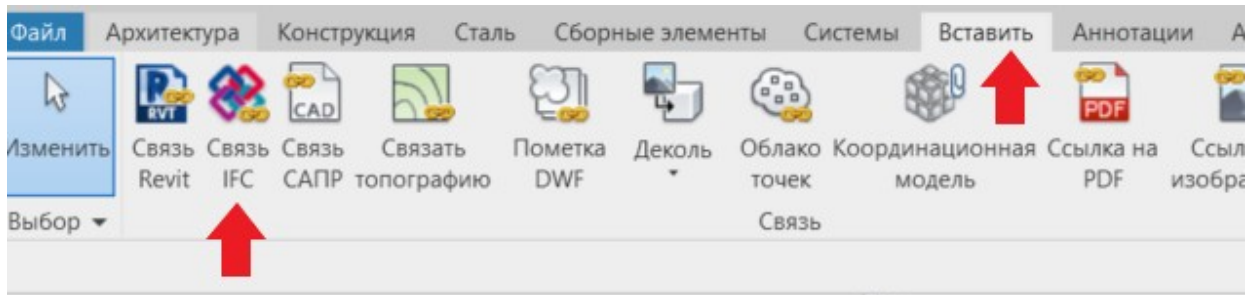 Файл Архитектура Конструкция Сталь Сборные элементы Системы Вставить Аннотации
RVT CAD PDF
Изменить Связь Связь Связь Связать Пометка Деколь Облако Координационная Ссылка на
Revit IFC САПР топографию DWF точек модель PDF
Выбор Связь